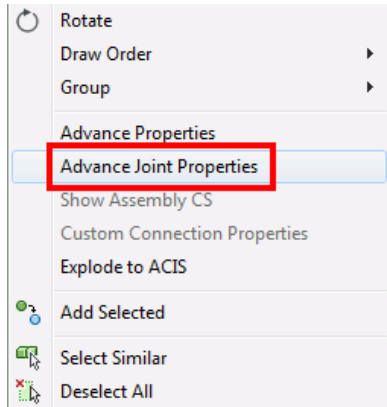 Rotate
Draw Order
Group
Advance Properties
Advance Joint Properties
Show Assembly CS
Custom Connection Properties
Explode to ACIS
Add Selected
Select Similar
Deselect All